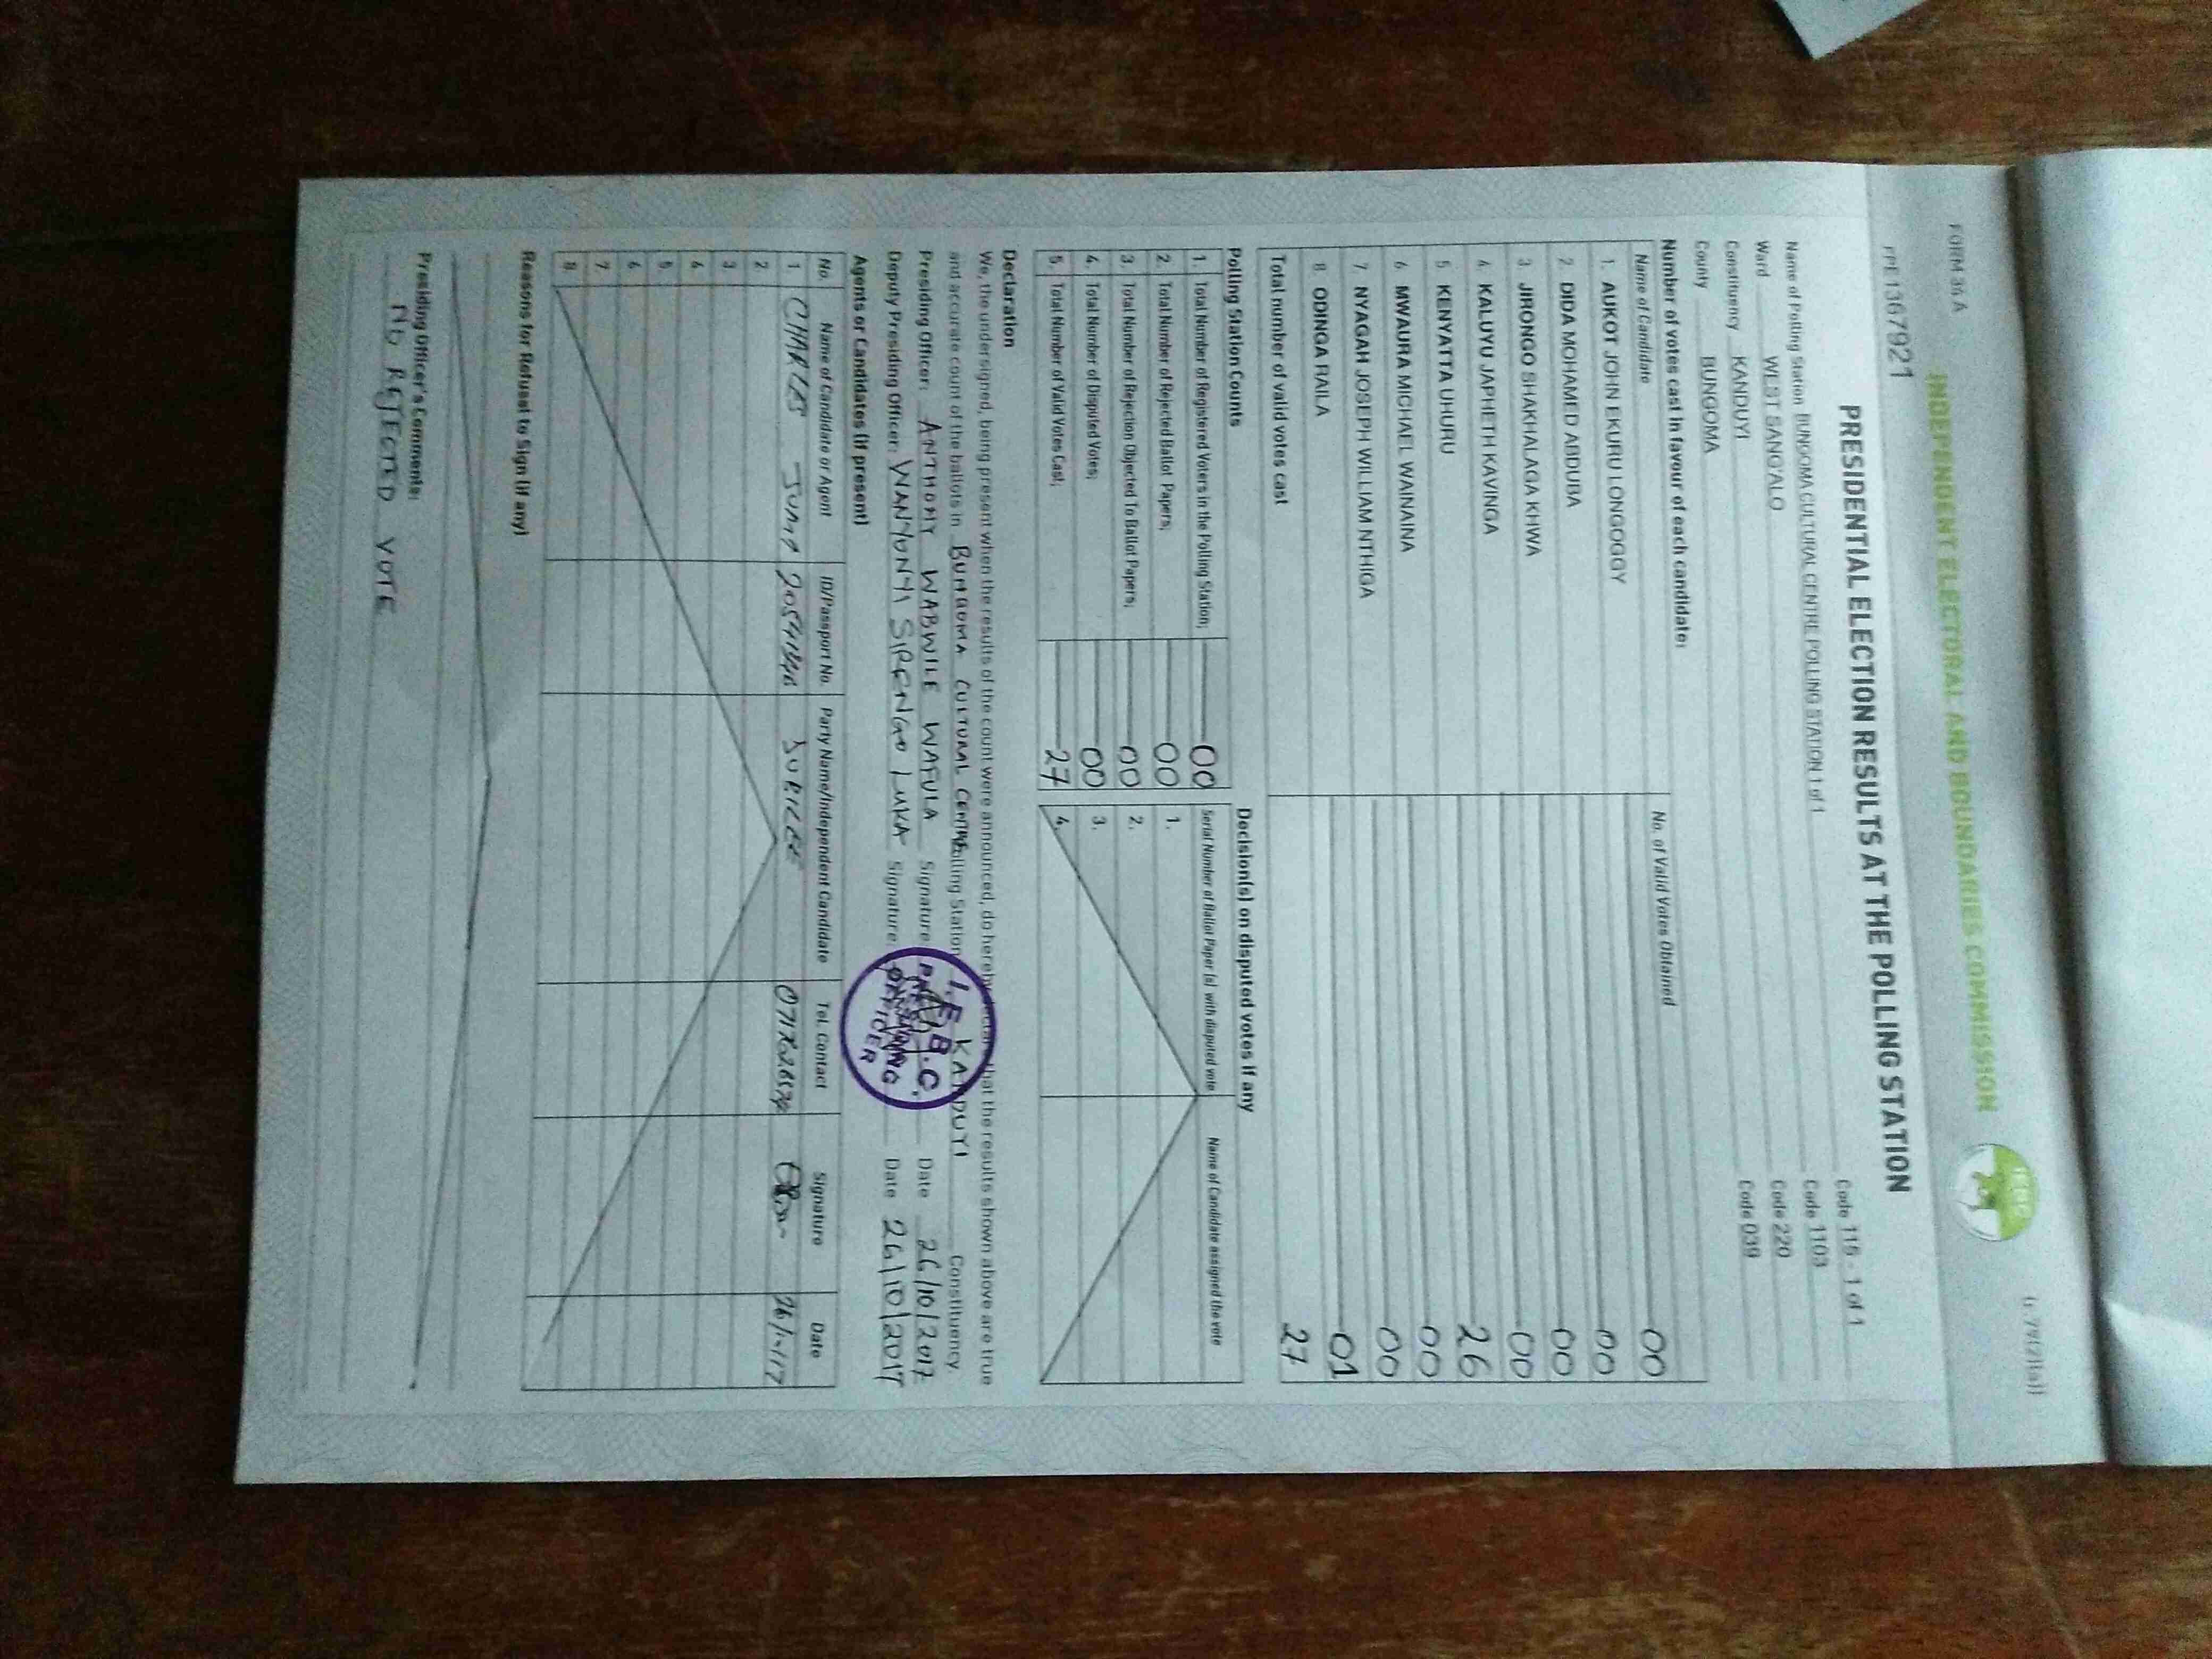 FORM 34 A
INDEPENDENT ELECTORAL AND BOUNDARIES COMMISSION
IEBC
PRE1367921
PRESIDENTIAL ELECTION RESULTS AT THE POLLING STATION
Name of Polling Station BUNGOMA CULTURAL CENTRE POLLING STATION 1 of 1 Code 115 - 1 of 1
Ward WEST SANG'ALO Code 1103
Constituency KANDUYI Code 220
County BUNGOMA Code 039
Number of votes cast in favour of each candidate:
Name of Candidate No. of Valid Votes Obtained
1. AUKOT JOHN EKURU LONGOGGY 00
2. DIDA MOHAMED ABDUBA 00
3. JIRONGO SHAKHALAGA KHWA 00
4. KALUYU JAPHETH KAVINGA 00
5 KENYATTA UHURU 26
6 MWAURA MICHAEL WAINAINA 00
7 NYAGAH JOSEPH WILLIAM NTHIGA 00
8 ODINGA RAILA 01
Total number of valid votes cast 27
Polling Station Counts
1. Total Number of Registered Voters in the Polling Station; 00
2. Total Number of Rejected Ballot Papers; 00
3. Total Number of Rejection Objected To Ballot Papers; 00
4. Total Number of Disputed Votes; 00
5. Total Number of Valid Votes Cast; 27
Decision(s) on disputed votes if any
Serial Number of Ballot Paper (s) with disputed vote Name of Candidate assigned the vote
1.
2.
3.
4.
Declaration
We, the undersigned, being present when the results of the count were announced, do hereby declare that the results shown above are true
and accurate count of the ballots in BUNGOMA CULTURAL CENTRE Polling Station KANDUYI Constituency.
Presiding Officer: ANTHONY WABWILE WAFULA Signature Date 26/10/2017
Deputy Presiding Officer: WANYONYI SIRENGO LUKA Signature: Date 26/10/2017
I.E.B.C.
PRESIDING
OFFICER
Agents or Candidates (if present)
No. Name of Candidate or Agent ID/Passport No. Party Name/Independent Candidate Tel. Contact Signature Date
1 CHARLES JUMA JUBILEE 26/10/17
2
3
4
5
6
7.
8
Reasons for Refusal to Sign (if any)
Presiding Officer's Comments:
NO REJECTED VOTE